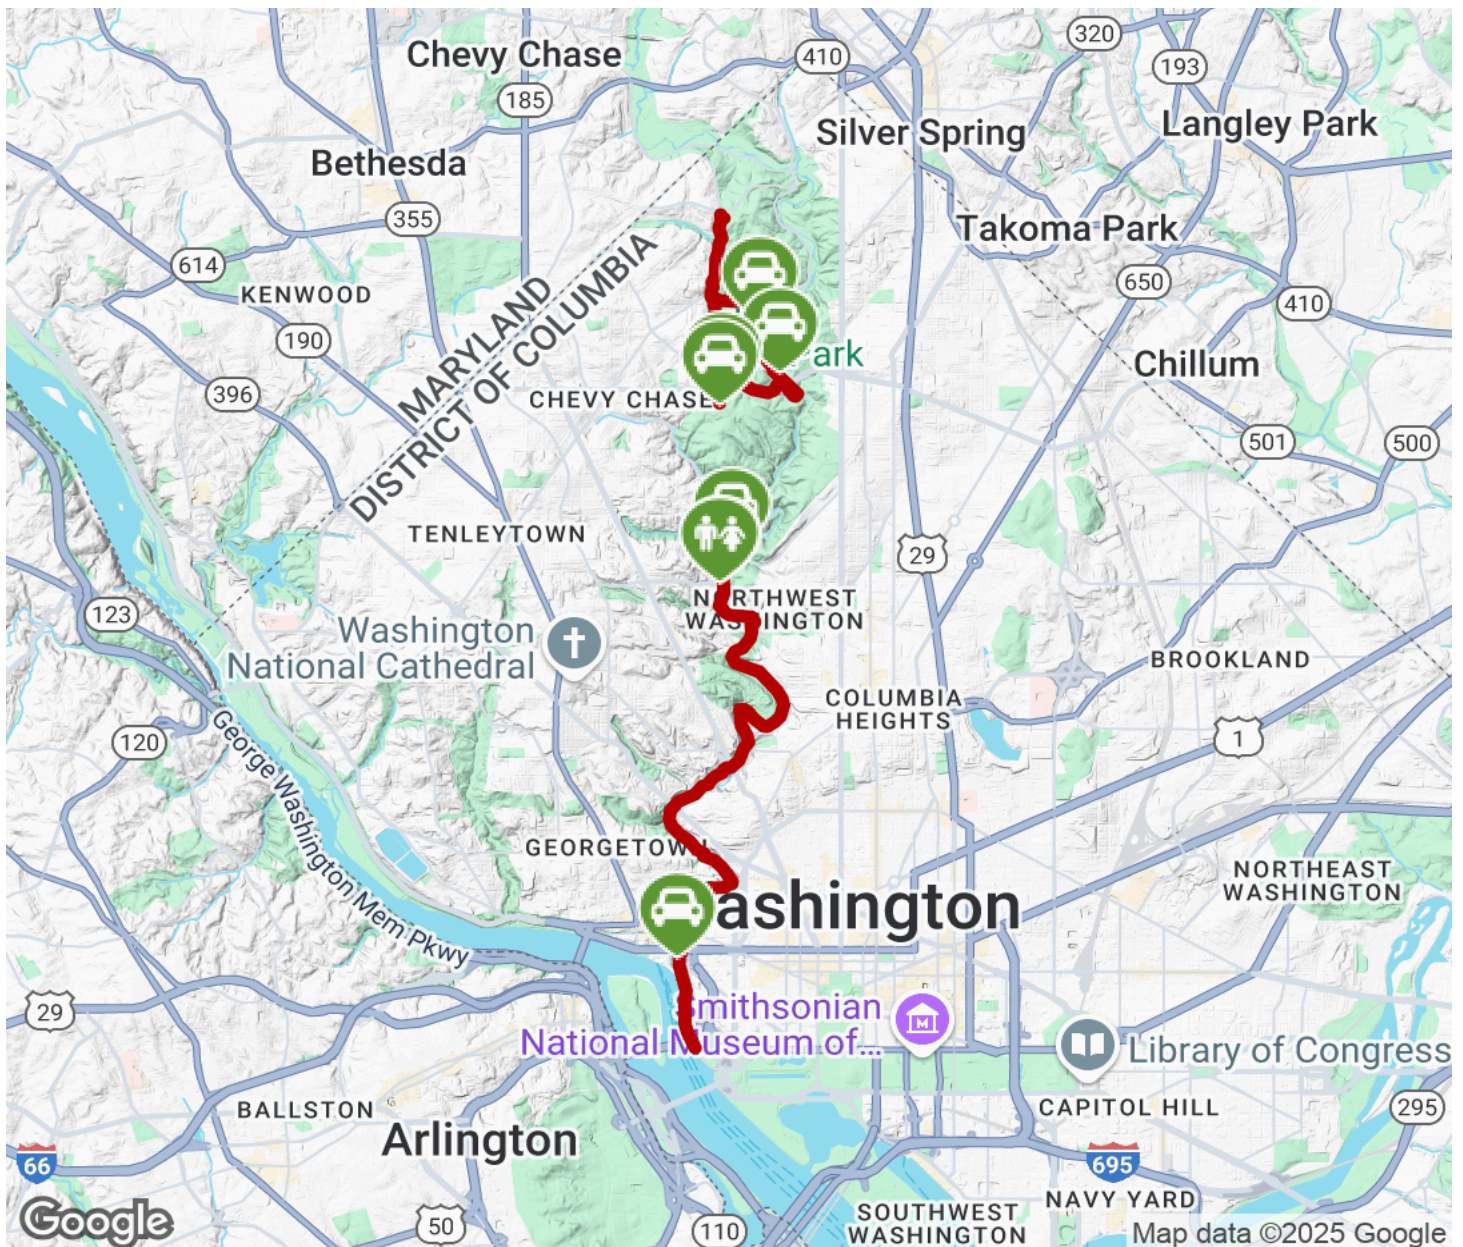 Chevy Chase
410
320
193
185
Silver Spring
Langley Park
Bethesda
355
Takoma Park
614
650
KENWOOD
MARYLAND
DISTRICT OF COLUMBIA
410
190
ark
Chillum
396
CHEVY CHASE
501
500
TENLEYTOWN
29
NORTHWEST
WASHINGTON
123
Washington
National Cathedral
BROOKLAND
COLUMBIA
HEIGHTS
120
George Washington Mem Pkwy
1
GEORGETOWN
NORTHEAST
WASHINGTON
ashington
29
Smithsonian
National Museum of...
M
Library of Congress
BALLSTON
CAPITOL HILL
295
Arlington
66
695
NAVY YARD
Google
50
110
SOUTHWEST
WASHINGTON
Map data ©2025 Google